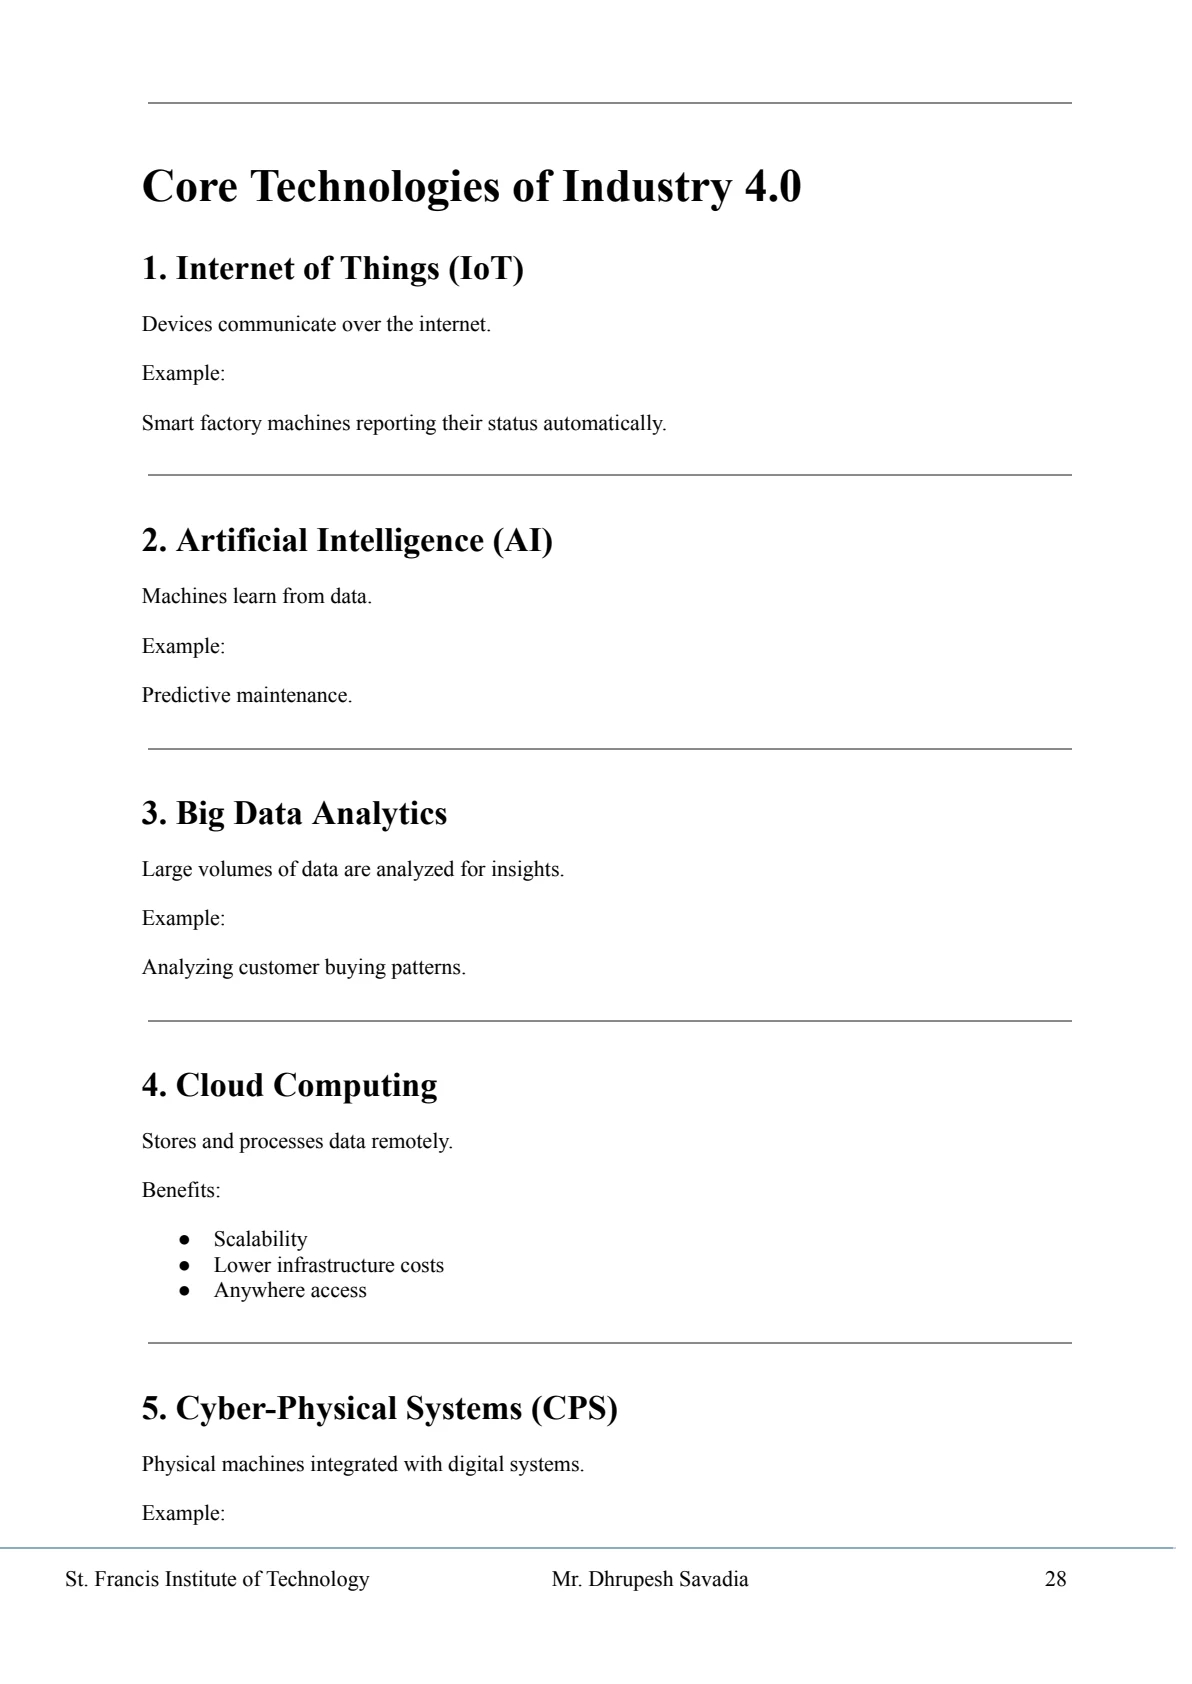 Core Technologies of Industry 4.0
1. Internet of Things (IoT)
Devices communicate over the internet.
Example:
Smart factory machines reporting their status automatically.
2. Artificial Intelligence (AI)
Machines learn from data.
Example:
Predictive maintenance.
3. Big Data Analytics
Large volumes of data are analyzed for insights.
Example:
Analyzing customer buying patterns.
4. Cloud Computing
Stores and processes data remotely.
Benefits:
● Scalability
● Lower infrastructure costs
● Anywhere access
5. Cyber-Physical Systems (CPS)
Physical machines integrated with digital systems.
Example:
St. Francis Institute of Technology Mr. Dhrupesh Savadia 28